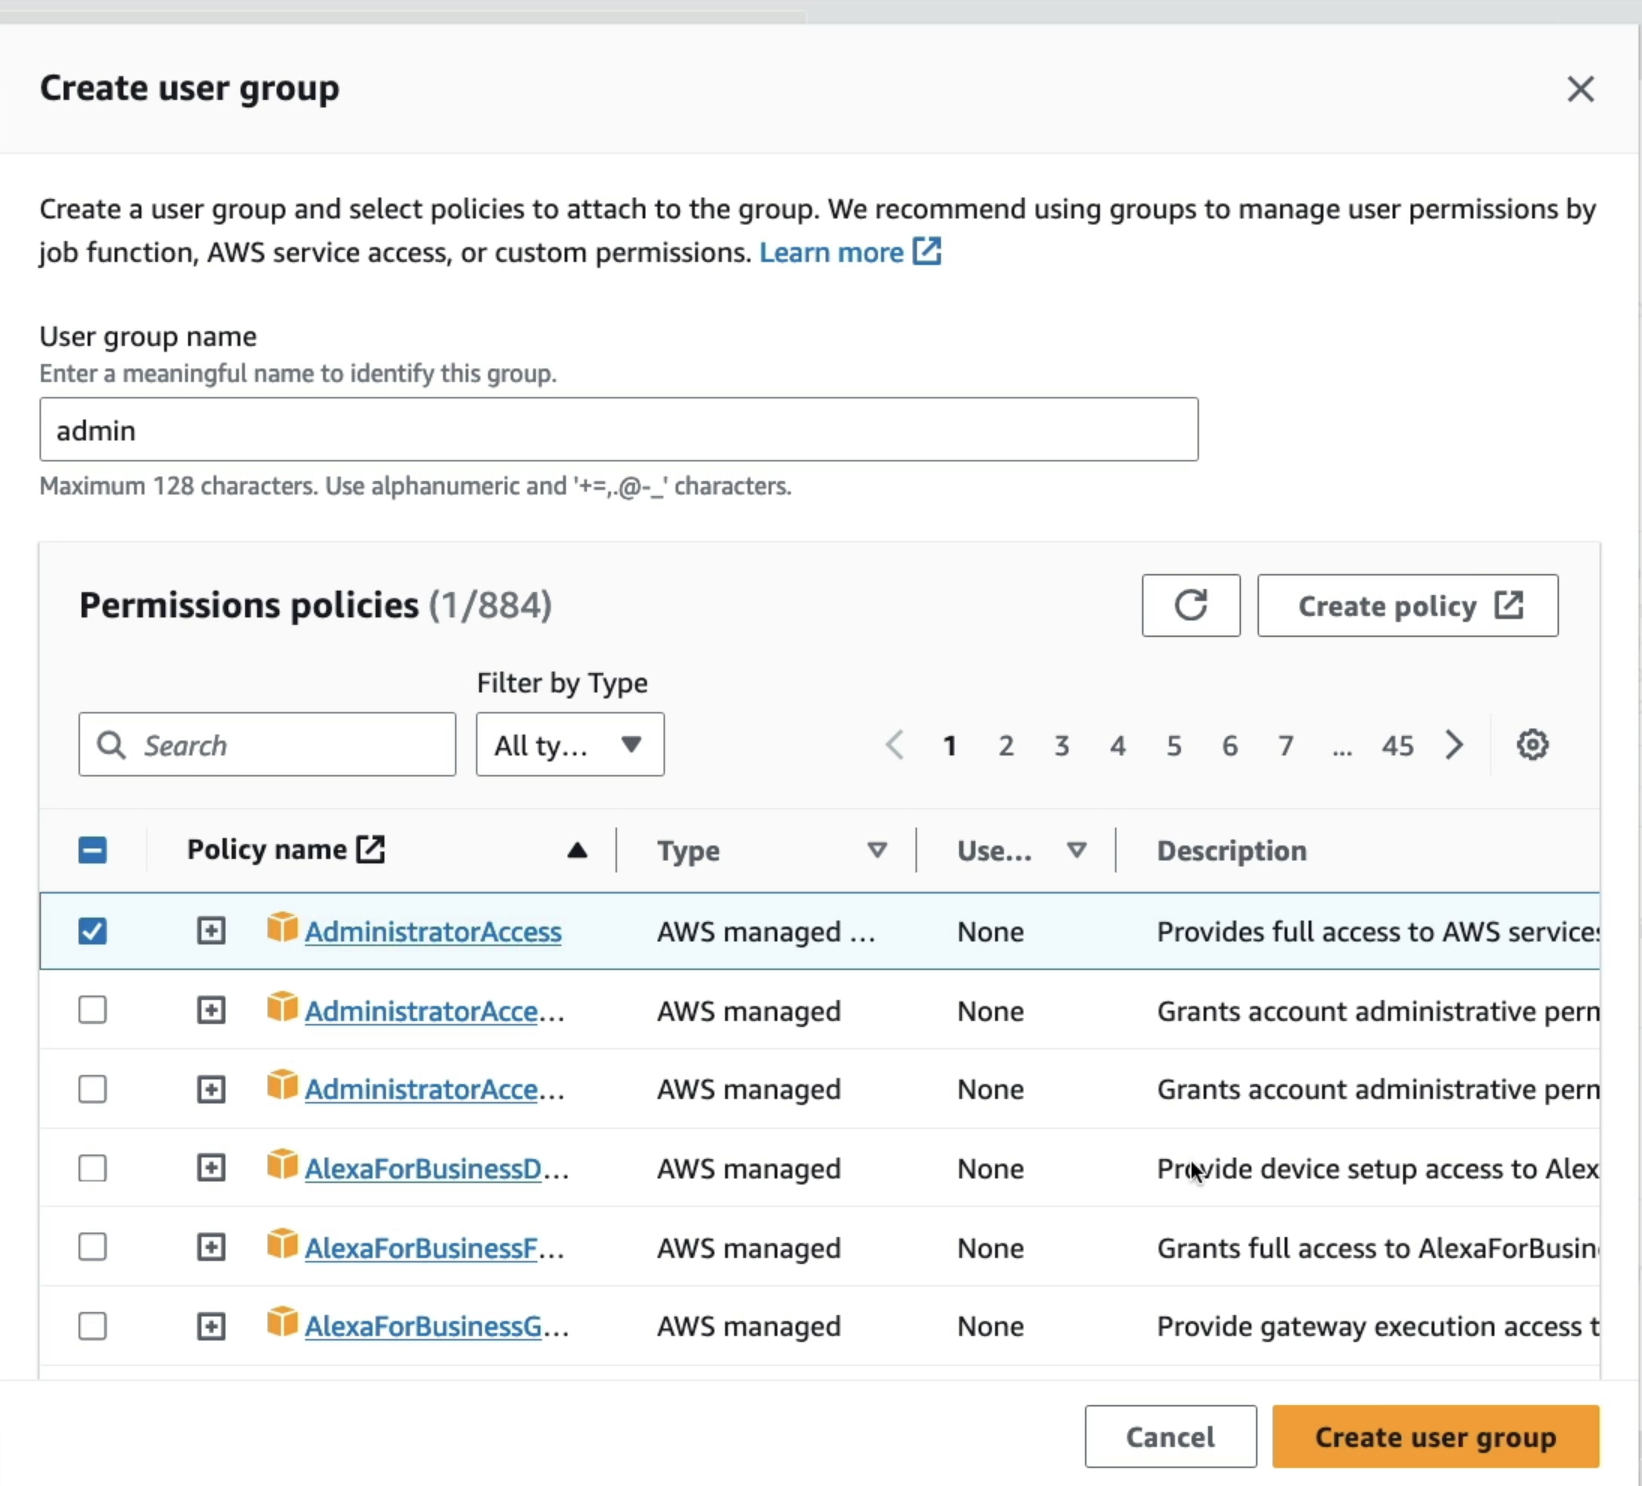 Create user group
Create a user group and select policies to attach to the group. We recommend using groups to manage user permissions by
job function, AWS service access, or custom permissions. Learn more
User group name
Enter a meaningful name to identify this group.
admin
Maximum 128 characters. Use alphanumeric and '+=,.@-_' characters.
Permissions policies (1/884)
Create policy
Filter by Type
Search
All ty...
1 2 3 4 5 6 7 ... 45
Policy name Type Use... Description
AdministratorAccess AWS managed ... None Provides full access to AWS services
AdministratorAcce... AWS managed None Grants account administrative perm
AdministratorAcce... AWS managed None Grants account administrative perm
AlexaForBusinessD... AWS managed None Provide device setup access to Alex
AlexaForBusinessF... AWS managed None Grants full access to AlexaForBusin
AlexaForBusinessG... AWS managed None Provide gateway execution access t
Cancel
Create user group